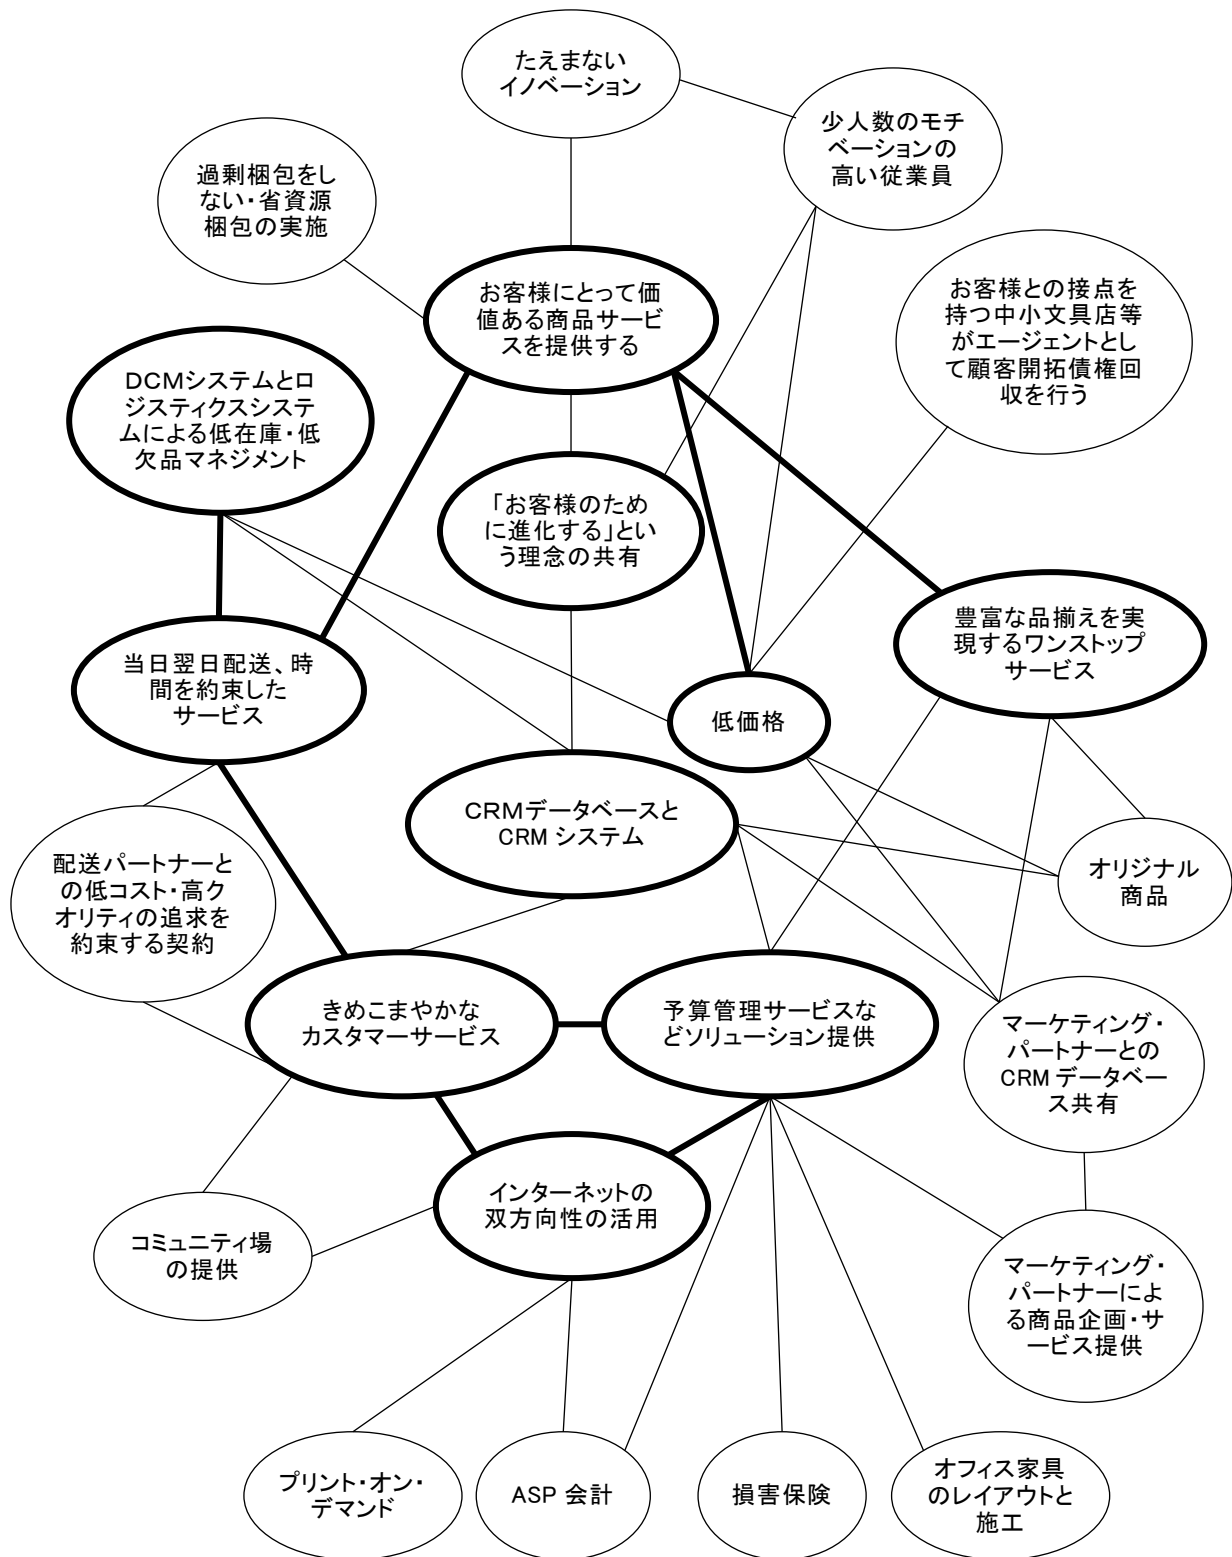 たえまない
イノベーション
少人数のモチ
ベーションの
高い従業員
過剰梱包をし
ない・省資源
梱包の実施
お客様にとって価
値ある商品サービ
スを提供する
お客様との接点を
持つ中小文具店等
がエージェントとし
て顧客開拓債権回
収を行う
DCMシステムとロ
ジスティクスシステ
ムによる低在庫・低
欠品マネジメント
「お客様のため
に進化する」とい
う理念の共有
豊富な品揃えを実
現するワンストップ
サービス
当日翌日配送、時
間を約束した
サービス
低価格
CRMデータベースと
CRM システム
配送パートナーと
の低コスト・高ク
オリティの追求を
約束する契約
オリジナル
商品
きめこまやかな
カスタマーサービス
予算管理サービスな
どソリューション提供
マーケティング・
パートナーとの
CRM データベー
ス共有
インターネットの
双方向性の活用
コミュニティ場
の提供
マーケティング・
パートナーによ
る商品企画・サ
ービス提供
プリント・オン・
デマンド
ASP 会計
損害保険
オフィス家具
のレイアウトと
施工